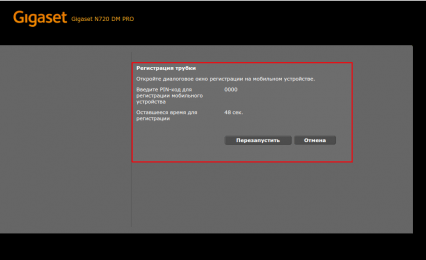 Gigaset Gigaset N720 DM PRO
Регистрация трубки
Откройте диалоговое окно регистрации на мобильном устройстве.
Введите PIN-код для 0000
регистрации мобильного
устройства
Оставшееся время для 48 сек.
регистрации
Перезапустить Отмена